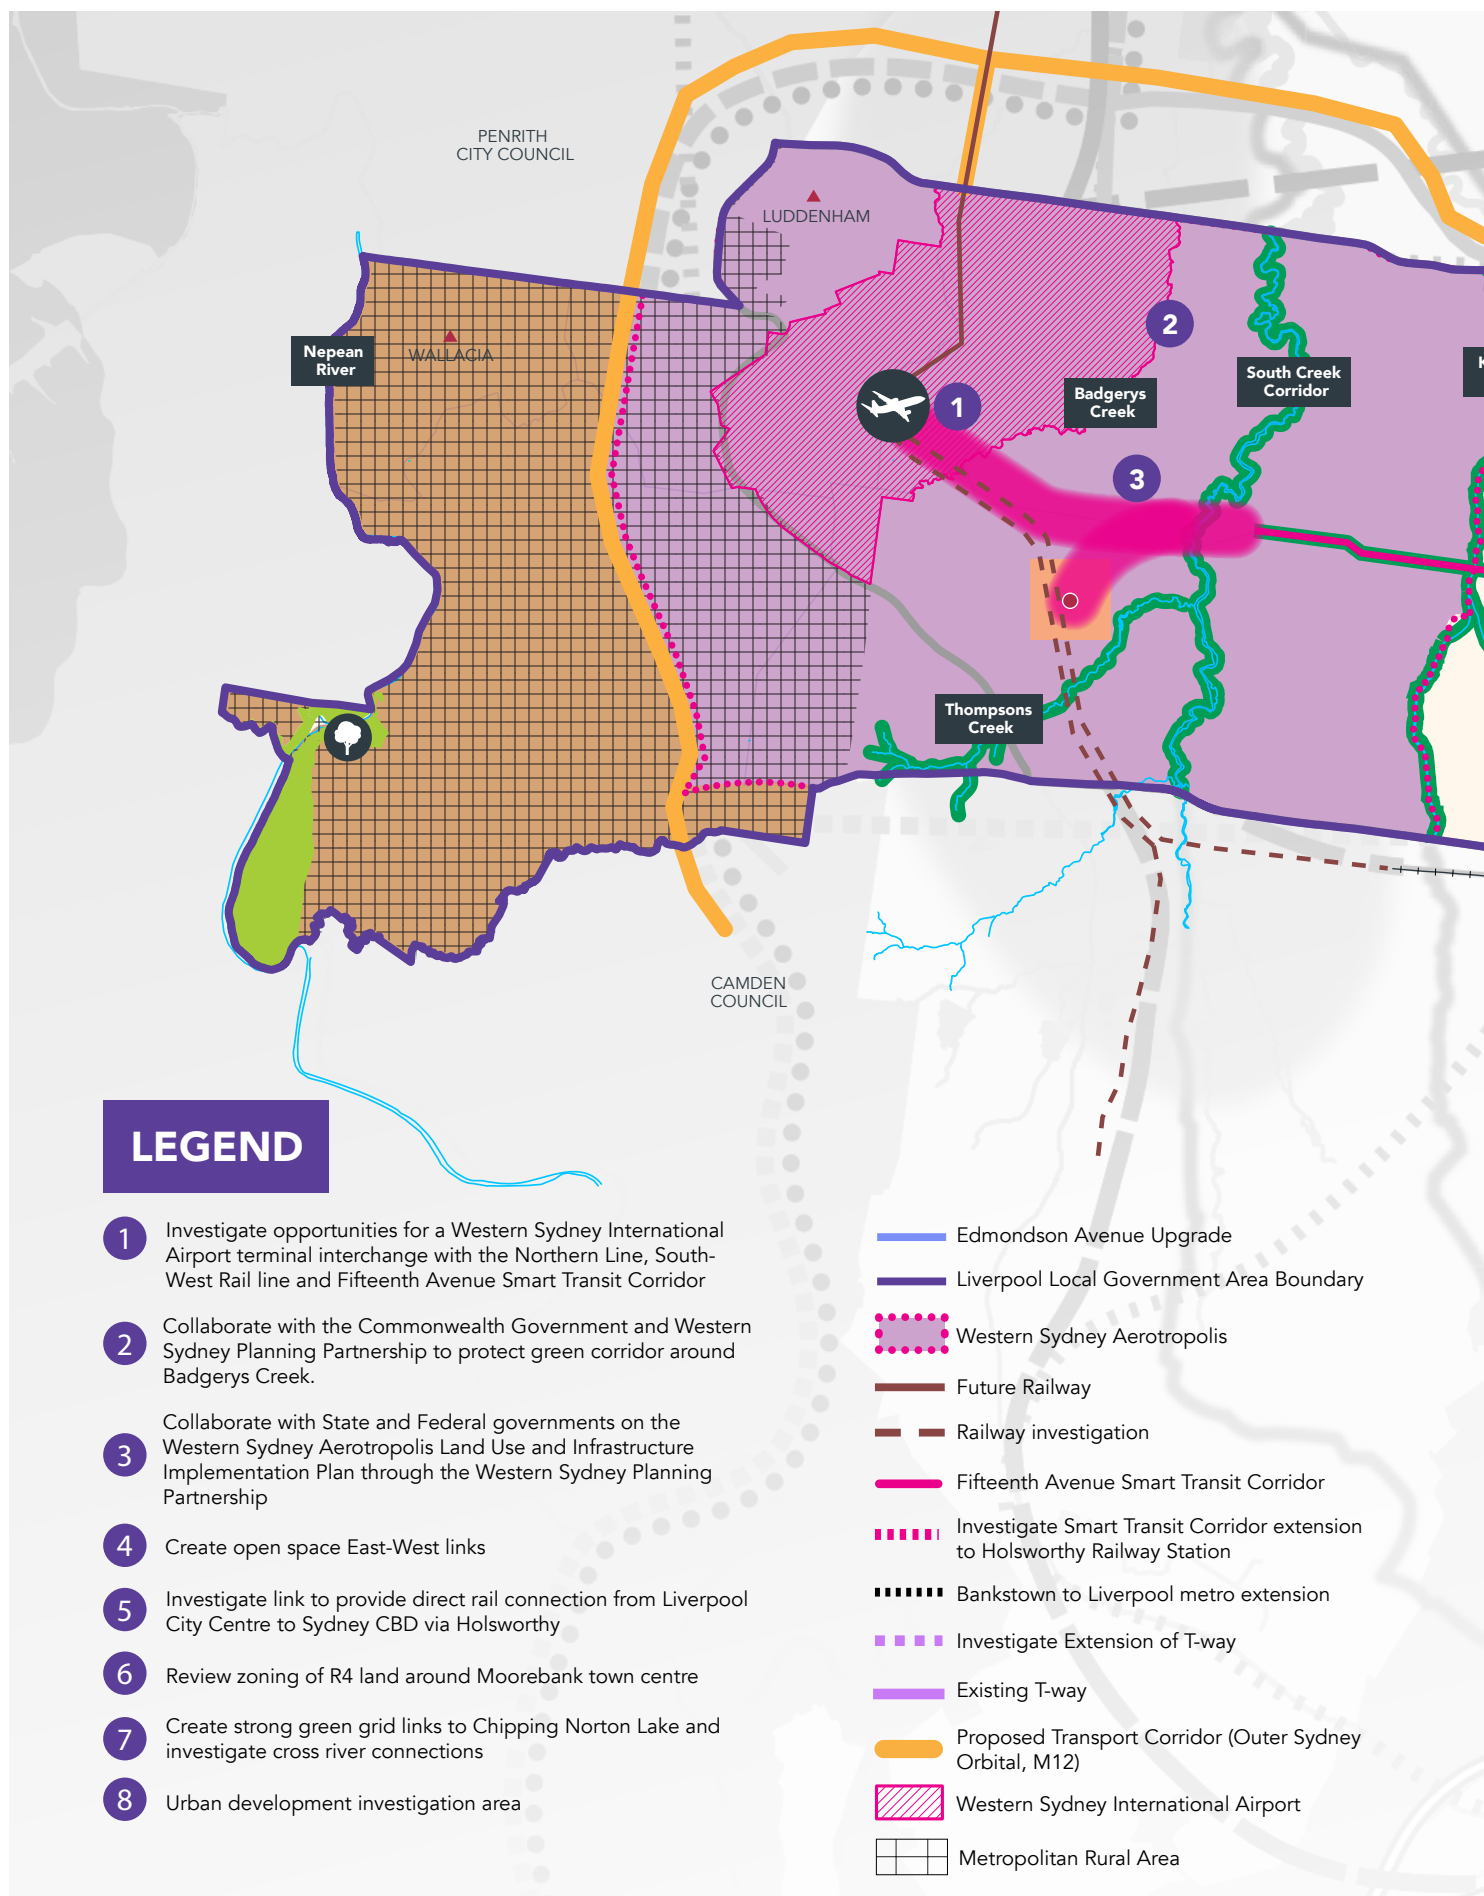 PENRITH
CITY COUNCIL
LUDDENHAM
Nepean
River
WALLACIA
2
South Creek
Corridor
K
1
Badgerys
Creek
3
Thompsons
Creek
CAMDEN
COUNCIL
LEGEND
1
Investigate opportunities for a Western Sydney International
Airport terminal interchange with the Northern Line, South-
West Rail line and Fifteenth Avenue Smart Transit Corridor
2
Collaborate with the Commonwealth Government and Western
Sydney Planning Partnership to protect green corridor around
Badgerys Creek.
3
Collaborate with State and Federal governments on the
Western Sydney Aerotropolis Land Use and Infrastructure
Implementation Plan through the Western Sydney Planning
Partnership
4
Create open space East-West links
5
Investigate link to provide direct rail connection from Liverpool
City Centre to Sydney CBD via Holsworthy
6
Review zoning of R4 land around Moorebank town centre
7
Create strong green grid links to Chipping Norton Lake and
investigate cross river connections
8
Urban development investigation area
Edmondson Avenue Upgrade
Liverpool Local Government Area Boundary
Western Sydney Aerotropolis
Future Railway
Railway investigation
Fifteenth Avenue Smart Transit Corridor
Investigate Smart Transit Corridor extension
to Holsworthy Railway Station
Bankstown to Liverpool metro extension
Investigate Extension of T-way
Existing T-way
Proposed Transport Corridor (Outer Sydney
Orbital, M12)
Western Sydney International Airport
Metropolitan Rural Area